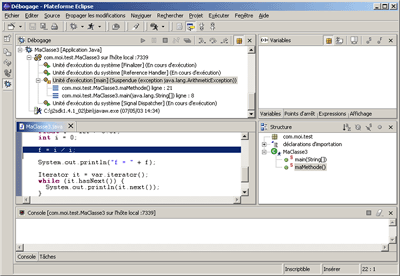 Débogage - Plateforme Eclipse
Fichier Editer Source Propager les modifications Naviguer Rechercher Projet Exécuter Fenêtre Aide
Débogage
MaClasse3 [Application Java]
com.moi.test.MaClasse3 sur l'hôte local :7339
Unité d'exécution du système [Finalizer] (En cours d'exécution)
Unité d'exécution du système [Reference Handler] (En cours d'exécution)
Unité d'exécution [main] (Suspendue (exception java.lang.ArithmeticException))
com.moi.test.MaClasse3.maMethode() ligne : 21
com.moi.test.MaClasse3.main(java.lang.String[]) ligne : 8
Unité d'exécution du système [Signal Dispatcher] (En cours d'exécution)
C:\j2sdk1.4.1_02\bin\javaw.exe (07/05/03 14:34)
Variables
Variables Points d'arrêt Expressions Affichage
MaClasse3.java
int i = 0;
f = i / i;
System.out.println("f = " + f);
Iterator it = var.iterator();
while (it.hasNext()) {
System.out.println(it.next());
}
Structure
com.moi.test
déclarations d'importation
MaClasse3
main(String[])
maMethode()
Console [com.moi.test.MaClasse3 sur l'hôte local :7339]
Console Tâches
Inscriptible Insérer 22 : 1